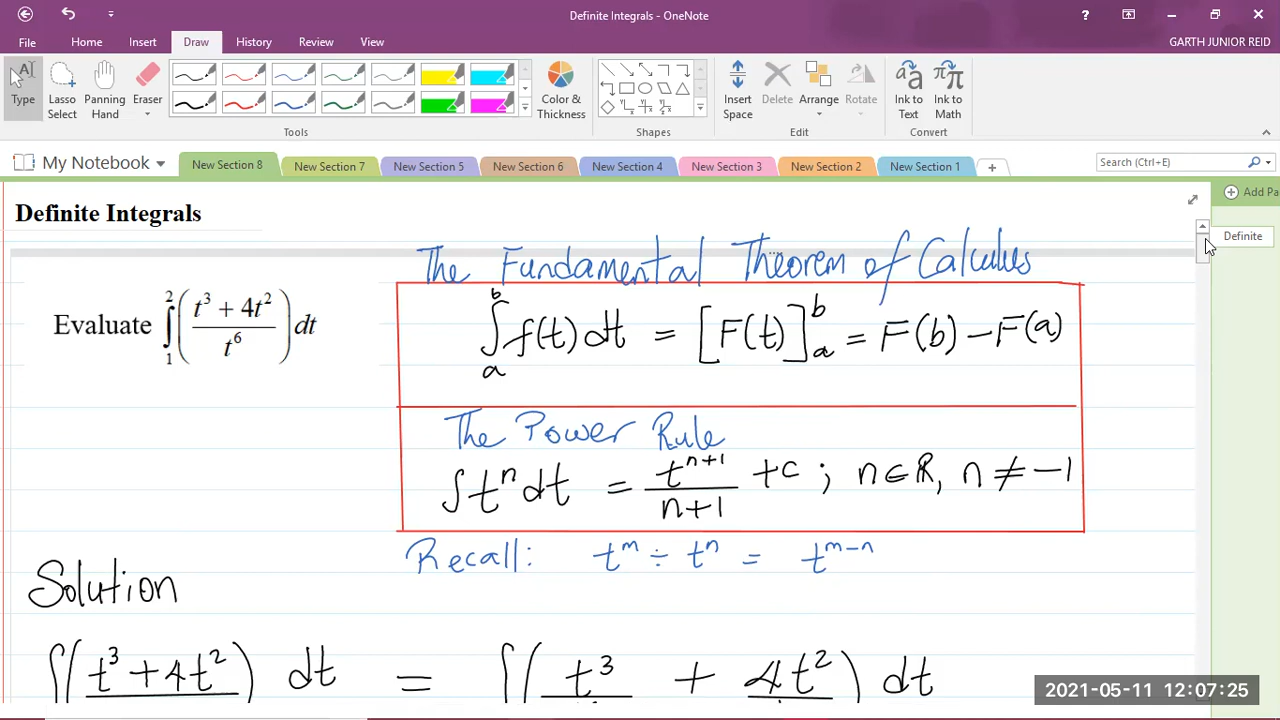 Definite Integrals - OneNote
?
File Home Insert Draw History Review View
GARTH JUNIOR REID
Type
Lasso Select
Panning Hand
Eraser
Color & Thickness
Insert Space
Delete
Arrange
Rotate
Ink to Text
Ink to Math
Tools
Shapes
Edit
Convert
My Notebook
New Section 8 New Section 7 New Section 5 New Section 6 New Section 4 New Section 3 New Section 2 New Section 1 +
Search (Ctrl+E)
Add Pa
Definite
Definite Integrals
The Fundamental Theorem of Calculus
Evaluate ∫₁² ( (t³ + 4t²) / t⁶ ) dt
∫ₐᵇ f(t) dt = [F(t)]ₐᵇ = F(b) − F(a)
The Power Rule
∫ tⁿ dt = tⁿ⁺¹ / (n+1) + c ; n ∈ ℝ, n ≠ −1
Recall: tᵐ ÷ tⁿ = tᵐ⁻ⁿ
Solution
∫( t³ + 4t² ) dt = ∫( t³ + 4t² ) dt
2021-05-11 12:07:25